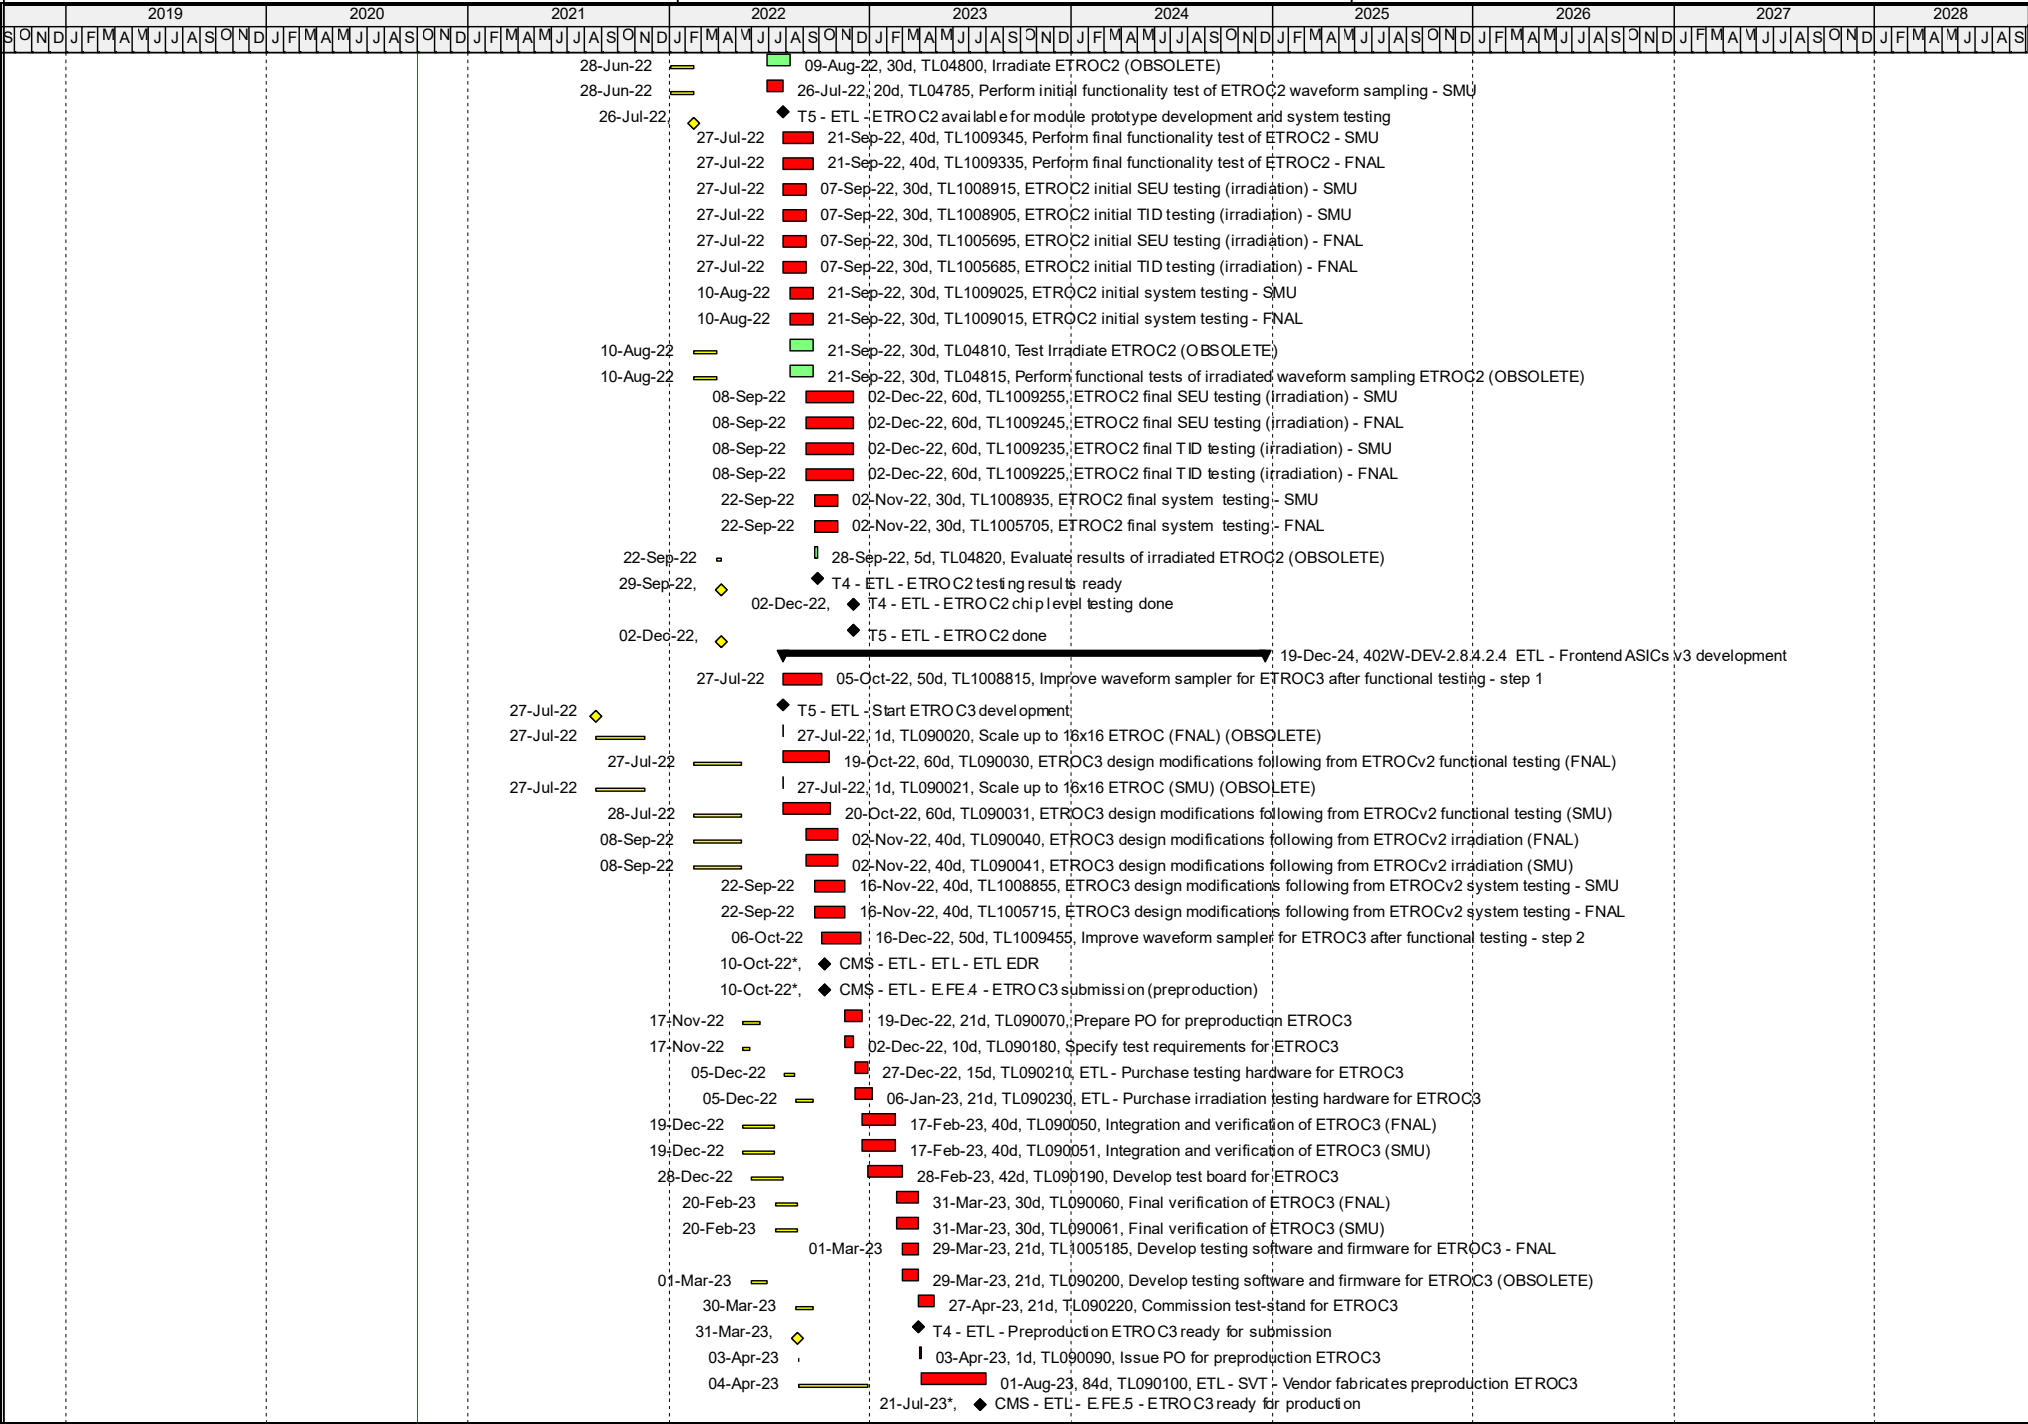 2019 2020 2021 2022 2023 2024 2025 2026 2027 2028
S O N D J F M A M J J A S O N D J F M A M J J A S O N D J F M A M J J A S O N D J F M A M J J A S O N D J F M A M J J A S O N D J F M A M J J A S O N D J F M A M J J A S O N D J F M A M J J A S O N D J F M A M J J A S O N D J F M A M J J A S
28-Jun-22 09-Aug-22, 30d, TL04800, Irradiate ETROC2 (OBSOLETE)
28-Jun-22 26-Jul-22, 20d, TL04785, Perform initial functionality test of ETROC2 waveform sampling - SMU
26-Jul-22, T5 - ETL - ETROC2 available for module prototype development and system testing
27-Jul-22 21-Sep-22, 40d, TL1009345, Perform final functionality test of ETROC2 - SMU
27-Jul-22 21-Sep-22, 40d, TL1009335, Perform final functionality test of ETROC2 - FNAL
27-Jul-22 07-Sep-22, 30d, TL1008915, ETROC2 initial SEU testing (irradiation) - SMU
27-Jul-22 07-Sep-22, 30d, TL1008905, ETROC2 initial TID testing (irradiation) - SMU
27-Jul-22 07-Sep-22, 30d, TL1005695, ETROC2 initial SEU testing (irradiation) - FNAL
27-Jul-22 07-Sep-22, 30d, TL1005685, ETROC2 initial TID testing (irradiation) - FNAL
10-Aug-22 21-Sep-22, 30d, TL1009025, ETROC2 initial system testing - SMU
10-Aug-22 21-Sep-22, 30d, TL1009015, ETROC2 initial system testing - FNAL
10-Aug-22 21-Sep-22, 30d, TL04810, Test Irradiate ETROC2 (OBSOLETE)
10-Aug-22 21-Sep-22, 30d, TL04815, Perform functional tests of irradiated waveform sampling ETROC2 (OBSOLETE)
08-Sep-22 02-Dec-22, 60d, TL1009255, ETROC2 final SEU testing (irradiation) - SMU
08-Sep-22 02-Dec-22, 60d, TL1009245, ETROC2 final SEU testing (irradiation) - FNAL
08-Sep-22 02-Dec-22, 60d, TL1009235, ETROC2 final TID testing (irradiation) - SMU
08-Sep-22 02-Dec-22, 60d, TL1009225, ETROC2 final TID testing (irradiation) - FNAL
22-Sep-22 02-Nov-22, 30d, TL1008935, ETROC2 final system testing - SMU
22-Sep-22 02-Nov-22, 30d, TL1005705, ETROC2 final system testing - FNAL
22-Sep-22 28-Sep-22, 5d, TL04820, Evaluate results of irradiated ETROC2 (OBSOLETE)
29-Sep-22, T4 - ETL - ETROC2 testing results ready
02-Dec-22, T4 - ETL - ETROC2 chip level testing done
02-Dec-22, T5 - ETL - ETROC2 done
19-Dec-24, 402W-DEV-2.8.4.2.4 ETL - Frontend ASICs v3 development
27-Jul-22 05-Oct-22, 50d, TL1008815, Improve waveform sampler for ETROC3 after functional testing - step 1
27-Jul-22 T5 - ETL - Start ETROC3 development
27-Jul-22 27-Jul-22, 1d, TL090020, Scale up to 16x16 ETROC (FNAL) (OBSOLETE)
27-Jul-22 19-Oct-22, 60d, TL090030, ETROC3 design modifications following from ETROCv2 functional testing (FNAL)
27-Jul-22 27-Jul-22, 1d, TL090021, Scale up to 16x16 ETROC (SMU) (OBSOLETE)
28-Jul-22 20-Oct-22, 60d, TL090031, ETROC3 design modifications following from ETROCv2 functional testing (SMU)
08-Sep-22 02-Nov-22, 40d, TL090040, ETROC3 design modifications following from ETROCv2 irradiation (FNAL)
08-Sep-22 02-Nov-22, 40d, TL090041, ETROC3 design modifications following from ETROCv2 irradiation (SMU)
22-Sep-22 16-Nov-22, 40d, TL1008855, ETROC3 design modifications following from ETROCv2 system testing - SMU
22-Sep-22 16-Nov-22, 40d, TL1005715, ETROC3 design modifications following from ETROCv2 system testing - FNAL
06-Oct-22 16-Dec-22, 50d, TL1009455, Improve waveform sampler for ETROC3 after functional testing - step 2
10-Oct-22*, CMS - ETL - ETL - ETL EDR
10-Oct-22*, CMS - ETL - E.FE.4 - ETROC3 submission (preproduction)
17-Nov-22 19-Dec-22, 21d, TL090070, Prepare PO for preproduction ETROC3
17-Nov-22 02-Dec-22, 10d, TL090180, Specify test requirements for ETROC3
05-Dec-22 27-Dec-22, 15d, TL090210, ETL - Purchase testing hardware for ETROC3
05-Dec-22 06-Jan-23, 21d, TL090230, ETL - Purchase irradiation testing hardware for ETROC3
19-Dec-22 17-Feb-23, 40d, TL090050, Integration and verification of ETROC3 (FNAL)
19-Dec-22 17-Feb-23, 40d, TL090051, Integration and verification of ETROC3 (SMU)
28-Dec-22 28-Feb-23, 42d, TL090190, Develop test board for ETROC3
20-Feb-23 31-Mar-23, 30d, TL090060, Final verification of ETROC3 (FNAL)
20-Feb-23 31-Mar-23, 30d, TL090061, Final verification of ETROC3 (SMU)
01-Mar-23 29-Mar-23, 21d, TL1005185, Develop testing software and firmware for ETROC3 - FNAL
01-Mar-23 29-Mar-23, 21d, TL090200, Develop testing software and firmware for ETROC3 (OBSOLETE)
30-Mar-23 27-Apr-23, 21d, TL090220, Commission test-stand for ETROC3
31-Mar-23, T4 - ETL - Preproduction ETROC3 ready for submission
03-Apr-23 03-Apr-23, 1d, TL090090, Issue PO for preproduction ETROC3
04-Apr-23 01-Aug-23, 84d, TL090100, ETL - SVT - Vendor fabricates preproduction ETROC3
21-Jul-23*, CMS - ETL - E.FE.5 - ETROC3 ready for production